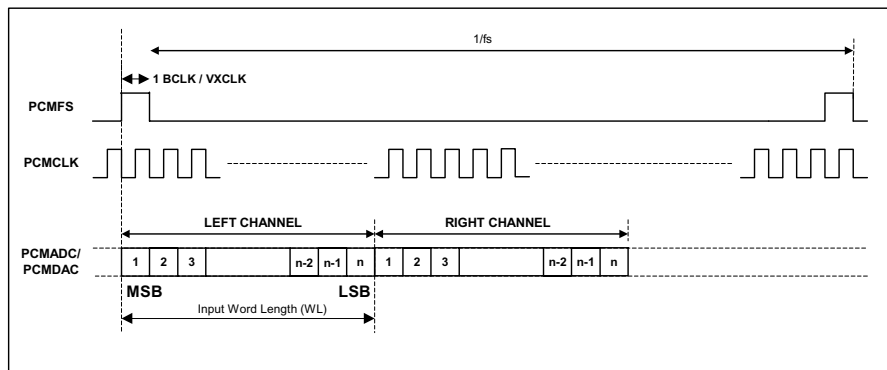 1/fs
1 BCLK / VXCLK
PCMFS
PCMCLK
LEFT CHANNEL
RIGHT CHANNEL
PCMADC/
PCMDAC
1 2 3 n-2 n-1 n 1 2 3 n-2 n-1 n
MSB LSB
Input Word Length (WL)